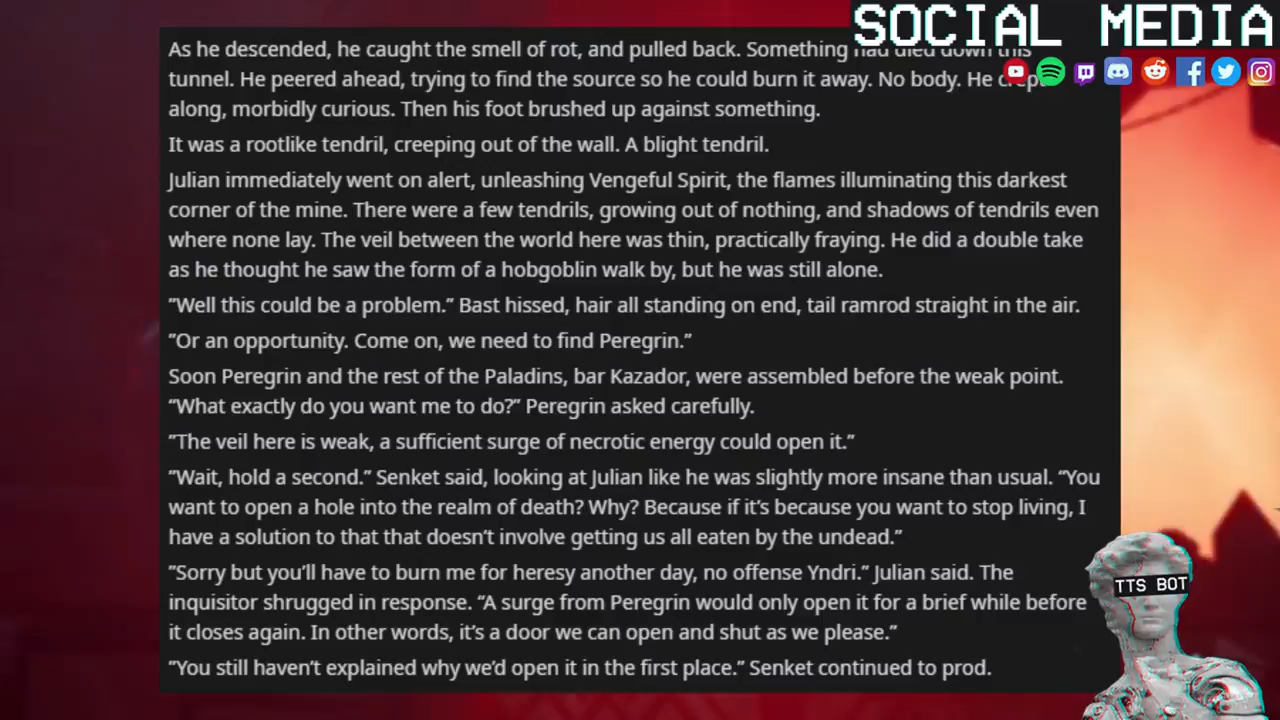 SOCIAL MEDIA
As he descended, he caught the smell of rot, and pulled back. Something had died down this
tunnel. He peered ahead, trying to find the source so he could burn it away. No body. He crept
along, morbidly curious. Then his foot brushed up against something.
It was a rootlike tendril, creeping out of the wall. A blight tendril.
Julian immediately went on alert, unleashing Vengeful Spirit, the flames illuminating this darkest
corner of the mine. There were a few tendrils, growing out of nothing, and shadows of tendrils even
where none lay. The veil between the world here was thin, practically fraying. He did a double take
as he thought he saw the form of a hobgoblin walk by, but he was still alone.
”Well this could be a problem.” Bast hissed, hair all standing on end, tail ramrod straight in the air.
”Or an opportunity. Come on, we need to find Peregrin.”
Soon Peregrin and the rest of the Paladins, bar Kazador, were assembled before the weak point.
“What exactly do you want me to do?” Peregrin asked carefully.
”The veil here is weak, a sufficient surge of necrotic energy could open it.”
“Wait, hold a second.” Senket said, looking at Julian like he was slightly more insane than usual. “You
want to open a hole into the realm of death? Why? Because if it’s because you want to stop living, I
have a solution to that that doesn’t involve getting us all eaten by the undead.”
”Sorry but you’ll have to burn me for heresy another day, no offense Yndri.” Julian said. The
inquisitor shrugged in response. “A surge from Peregrin would only open it for a brief while before
it closes again. In other words, it’s a door we can open and shut as we please.”
”You still haven’t explained why we’d open it in the first place.” Senket continued to prod.
TTS BOT